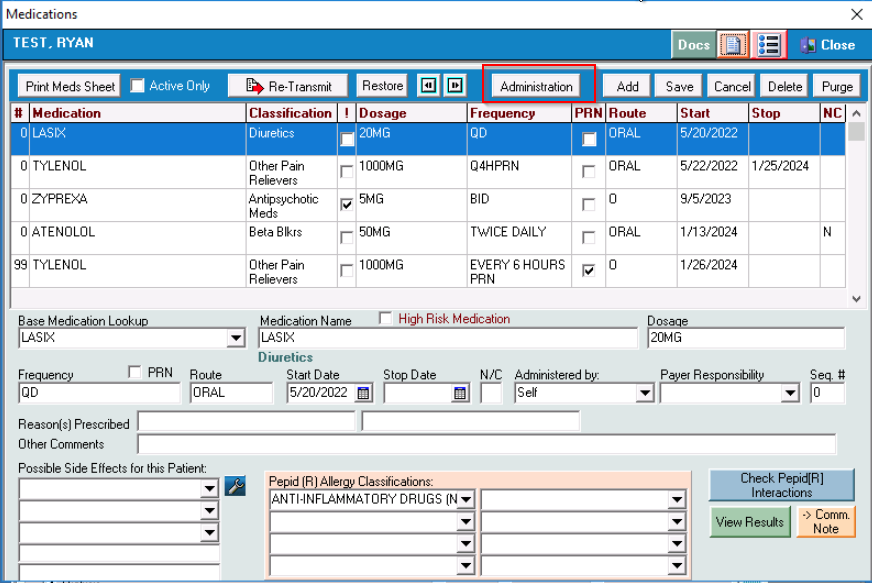 Medications
TEST, RYAN Docs Close
Print Meds Sheet Active Only Re-Transmit Restore Administration Add Save Cancel Delete Purge
# Medication Classification ! Dosage Frequency PRN Route Start Stop NC
0 LASIX Diuretics 20MG QD ORAL 5/20/2022
0 TYLENOL Other Pain Relievers 1000MG Q4HPRN ORAL 5/22/2022 1/25/2024
0 ZYPREXA Antipsychotic Meds 5MG BID O 9/5/2023
0 ATENOLOL Beta Blkrs 50MG TWICE DAILY ORAL 1/13/2024 N
99 TYLENOL Other Pain Relievers 1000MG EVERY 6 HOURS PRN O 1/26/2024
Base Medication Lookup Medication Name High Risk Medication Dosage
LASIX LASIX 20MG
Diuretics
Frequency PRN Route Start Date Stop Date N/C Administered by: Payer Responsibility Seq. #
QD ORAL 5/20/2022 Self 0
Reason(s) Prescribed
Other Comments
Possible Side Effects for this Patient:
Pepid (R) Allergy Classifications:
ANTI-INFLAMMATORY DRUGS (N
Check Pepid[R] Interactions
View Results -> Comm. Note